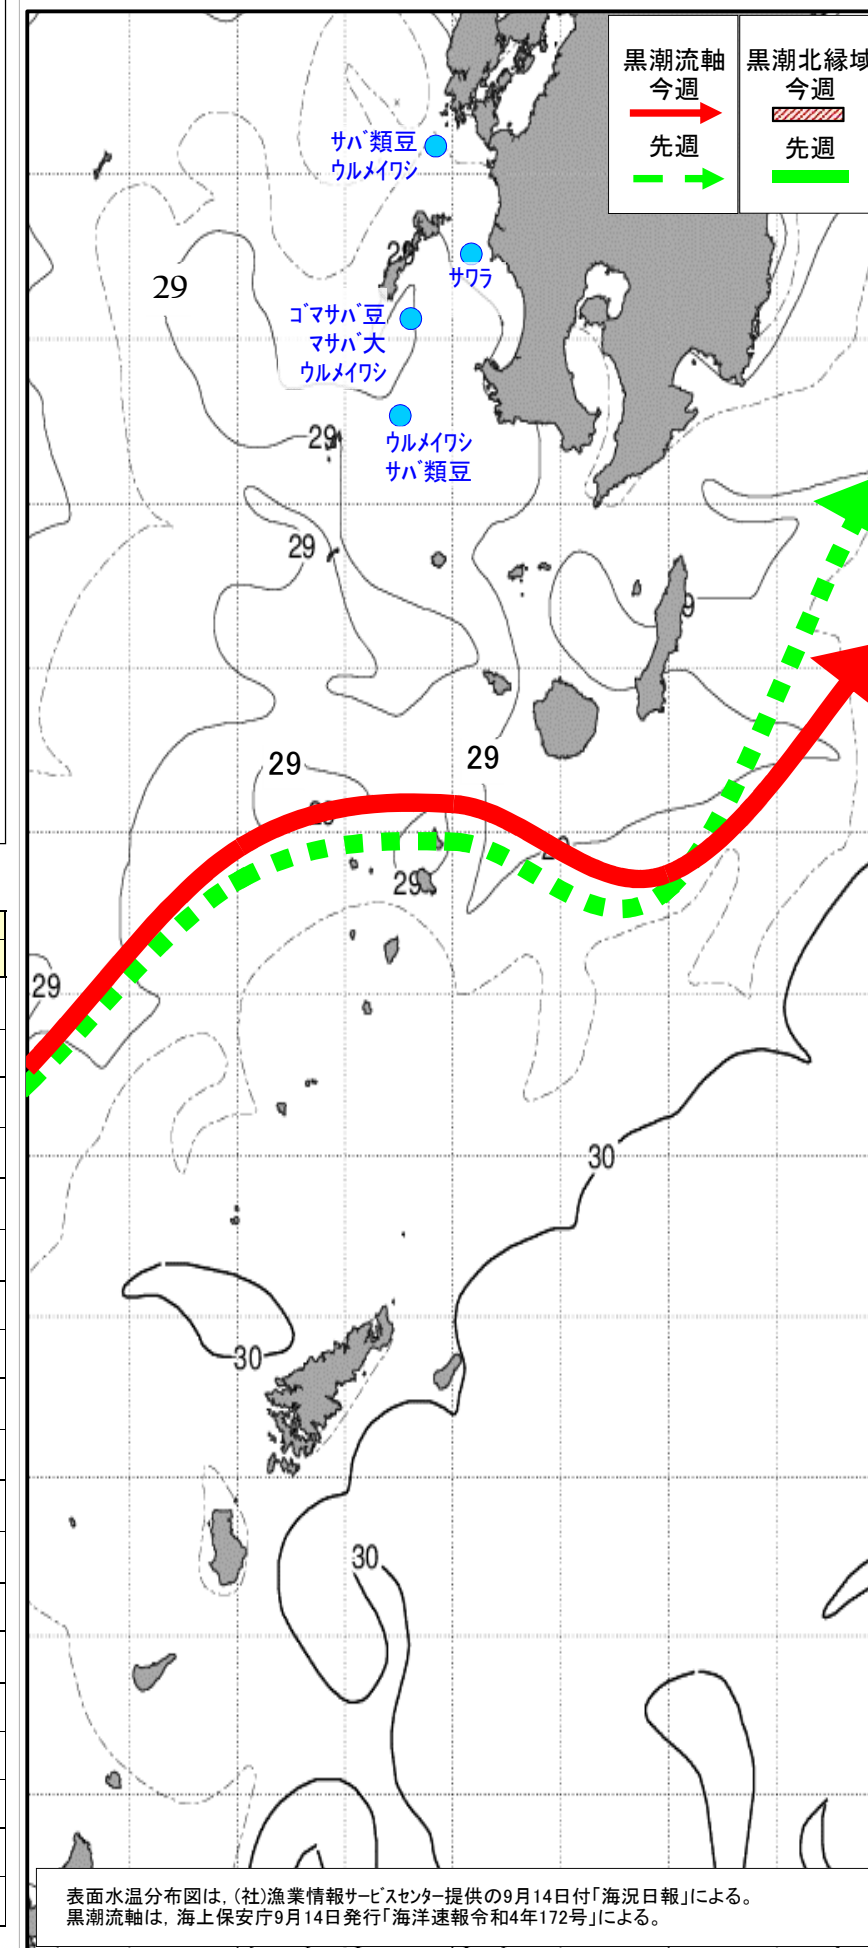 黒潮流軸
今週
先週
黒潮北縁域
今週
先週
ｻﾊﾞ類豆
ｳﾙﾒｲﾜｼ
ｻﾜﾗ
29
ｺﾞﾏｻﾊﾞ豆
ﾏｻﾊﾞ大
ｳﾙﾒｲﾜｼ
ｳﾙﾒｲﾜｼ
ｻﾊﾞ類豆
29
29
29
29
29
29
30
30
30
表面水温分布図は，(社)漁業情報ｻｰﾋﾞｽｾﾝﾀｰ提供の9月14日付「海況日報」による。
黒潮流軸は，海上保安庁9月14日発行「海洋速報令和4年172号」による。